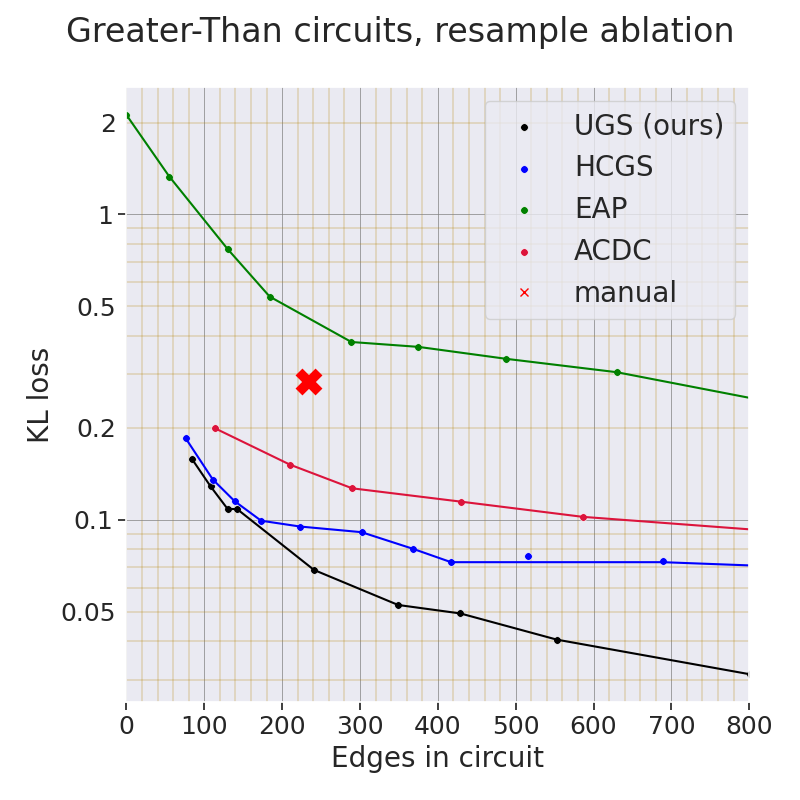 Greater-Than circuits, resample ablation
UGS (ours)
HCGS
EAP
ACDC
manual
KL loss
2
1
0.5
0.2
0.1
0.05
0 100 200 300 400 500 600 700 800
Edges in circuit